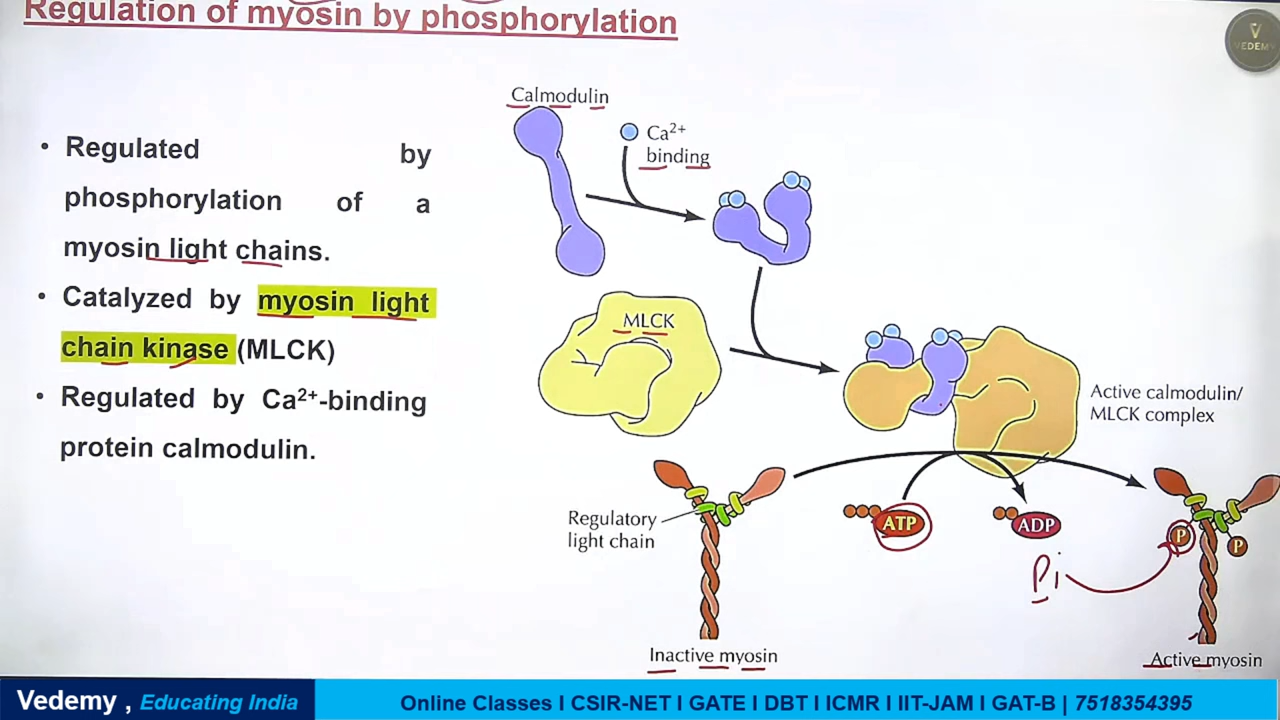 Regulation of myosin by phosphorylation
VEDEMY
• Regulated by
phosphorylation of a
myosin light chains.
• Catalyzed by myosin light
chain kinase (MLCK)
• Regulated by Ca²⁺-binding
protein calmodulin.
Calmodulin
Ca²⁺
binding
MLCK
Active calmodulin/
MLCK complex
Regulatory
light chain
ATP
ADP
P
P
Pi
Inactive myosin
Active myosin
Vedemy , Educating India
Online Classes I CSIR-NET I GATE I DBT I ICMR I IIT-JAM I GAT-B | 7518354395